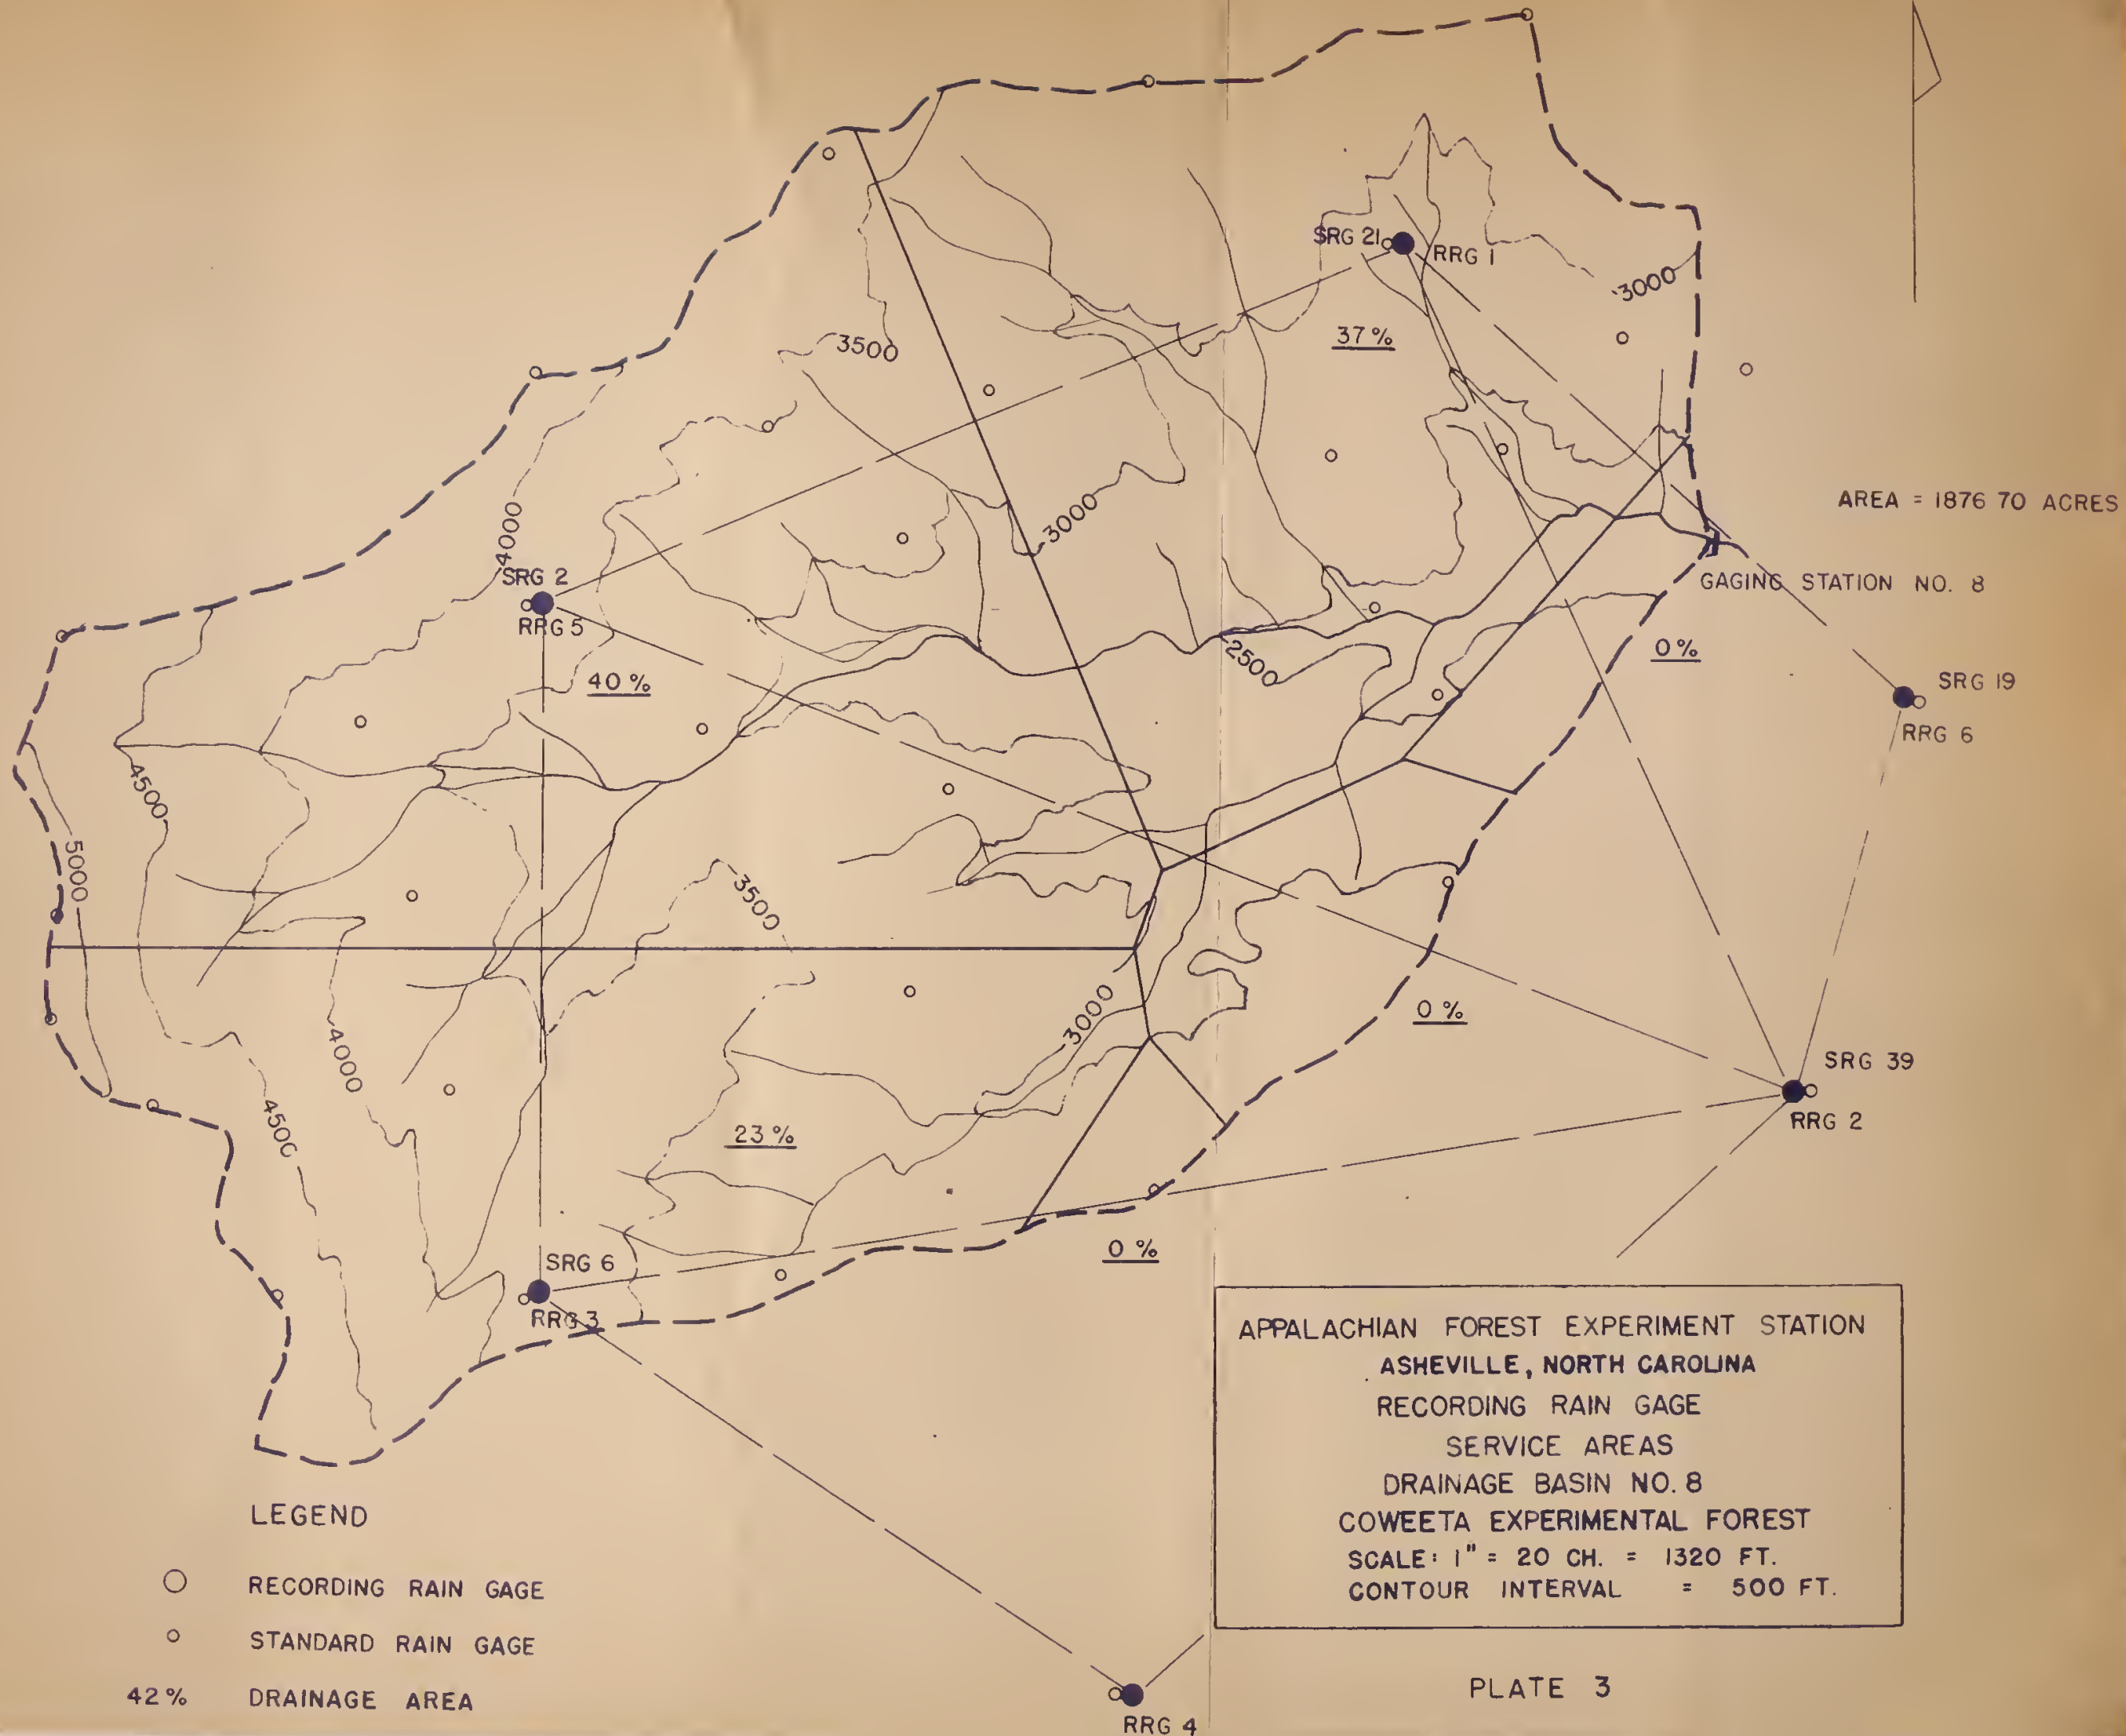 3000
SRG 21
RRG 1
37 %
3500
AREA = 1876 70 ACRES
4000
3000
SRG 2
RRG 5
GAGING STATION NO. 8
40 %
2500
0 %
SRG 19
RRG 6
4500
5000
3500
3000
0 %
4000
SRG 39
RRG 2
4500
23 %
0 %
SRG 6
RRG 3
APPALACHIAN FOREST EXPERIMENT STATION
ASHEVILLE, NORTH CAROLINA
RECORDING RAIN GAGE
SERVICE AREAS
DRAINAGE BASIN NO. 8
COWEETA EXPERIMENTAL FOREST
SCALE: 1" = 20 CH. = 1320 FT.
CONTOUR INTERVAL = 500 FT.
LEGEND
RECORDING RAIN GAGE
STANDARD RAIN GAGE
42% DRAINAGE AREA
PLATE 3
RRG 4